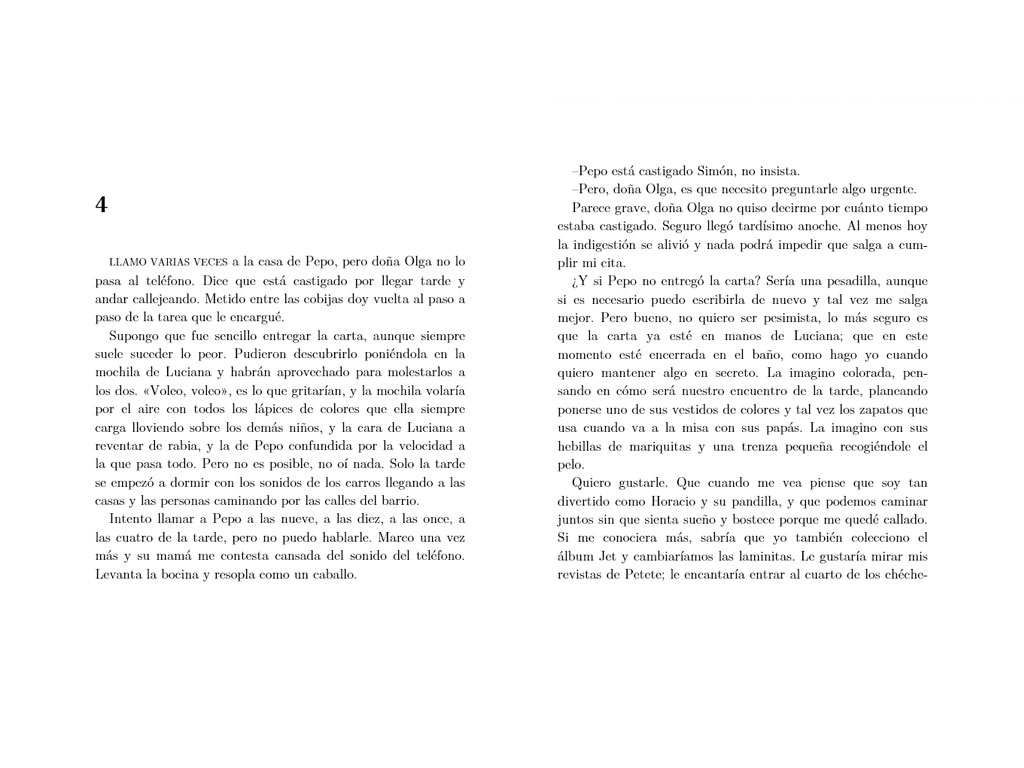 4
LLAMO VARIAS VECES a la casa de Pepo, pero doña Olga no lo
pasa al teléfono. Dice que está castigado por llegar tarde y
andar callejeando. Metido entre las cobijas doy vuelta al paso a
paso de la tarea que le encargué.
Supongo que fue sencillo entregar la carta, aunque siempre
suele suceder lo peor. Pudieron descubrirlo poniéndola en la
mochila de Luciana y habrán aprovechado para molestarlos a
los dos. «Voleo, voleo», es lo que gritarían, y la mochila volaría
por el aire con todos los lápices de colores que ella siempre
carga lloviendo sobre los demás niños, y la cara de Luciana a
reventar de rabia, y la de Pepo confundida por la velocidad a
la que pasa todo. Pero no es posible, no oí nada. Solo la tarde
se empezó a dormir con los sonidos de los carros llegando a las
casas y las personas caminando por las calles del barrio.
Intento llamar a Pepo a las nueve, a las diez, a las once, a
las cuatro de la tarde, pero no puedo hablarle. Marco una vez
más y su mamá me contesta cansada del sonido del teléfono.
Levanta la bocina y resopla como un caballo.
–Pepo está castigado Simón, no insista.
–Pero, doña Olga, es que necesito preguntarle algo urgente.
Parece grave, doña Olga no quiso decirme por cuánto tiempo
estaba castigado. Seguro llegó tardísimo anoche. Al menos hoy
la indigestión se alivió y nada podrá impedir que salga a cum-
plir mi cita.
¿Y si Pepo no entregó la carta? Sería una pesadilla, aunque
si es necesario puedo escribirla de nuevo y tal vez me salga
mejor. Pero bueno, no quiero ser pesimista, lo más seguro es
que la carta ya esté en manos de Luciana; que en este
momento esté encerrada en el baño, como hago yo cuando
quiero mantener algo en secreto. La imagino colorada, pen-
sando en cómo será nuestro encuentro de la tarde, planeando
ponerse uno de sus vestidos de colores y tal vez los zapatos que
usa cuando va a la misa con sus papás. La imagino con sus
hebillas de mariquitas y una trenza pequeña recogiéndole el
pelo.
Quiero gustarle. Que cuando me vea piense que soy tan
divertido como Horacio y su pandilla, y que podemos caminar
juntos sin que sienta sueño y bostece porque me quedé callado.
Si me conociera más, sabría que yo también colecciono el
álbum Jet y cambiaríamos las laminitas. Le gustaría mirar mis
revistas de Petete; le encantaría entrar al cuarto de los chéche-